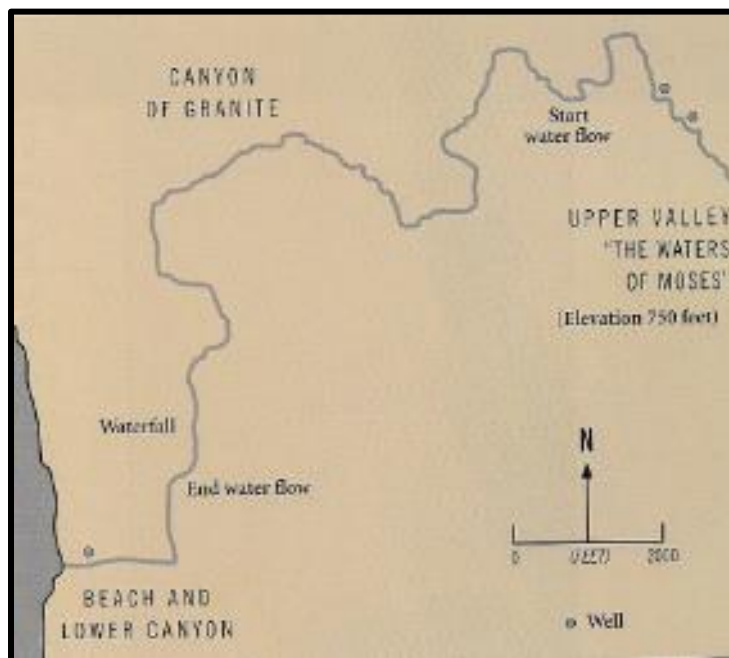 CANYON
OF GRANITE
Start
water flow
UPPER VALLEY
"THE WATERS
OF MOSES"
(Elevation 750 feet)
Waterfall
End water flow
N
0 (FEET) 2000
BEACH AND
LOWER CANYON
Well